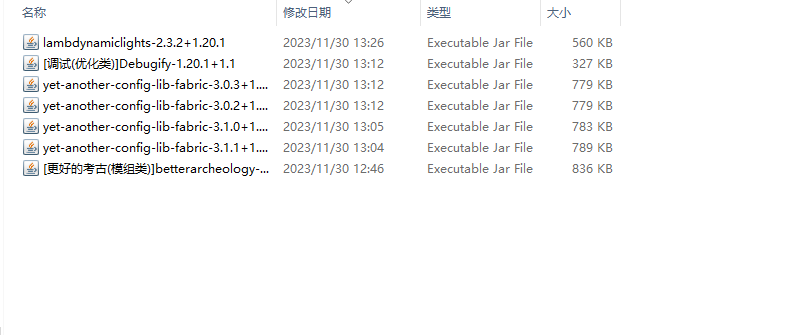 名称 修改日期 类型 大小
lambdynamiclights-2.3.2+1.20.1 2023/11/30 13:26 Executable Jar File 560 KB
[调试(优化类)]Debugify-1.20.1+1.1 2023/11/30 13:12 Executable Jar File 327 KB
yet-another-config-lib-fabric-3.0.3+1.... 2023/11/30 13:12 Executable Jar File 779 KB
yet-another-config-lib-fabric-3.0.2+1.... 2023/11/30 13:12 Executable Jar File 779 KB
yet-another-config-lib-fabric-3.1.0+1.... 2023/11/30 13:05 Executable Jar File 783 KB
yet-another-config-lib-fabric-3.1.1+1.... 2023/11/30 13:04 Executable Jar File 789 KB
[更好的考古(模组类)]betterarcheology-... 2023/11/30 12:46 Executable Jar File 836 KB